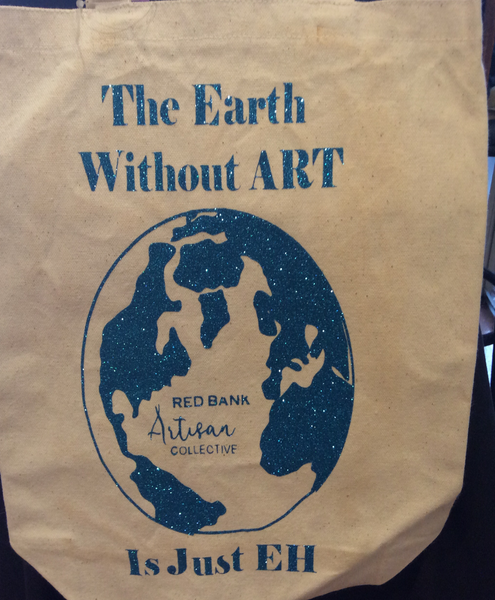 The Earth
Without ART
RED BANK
Artisan
COLLECTIVE
Is Just EH